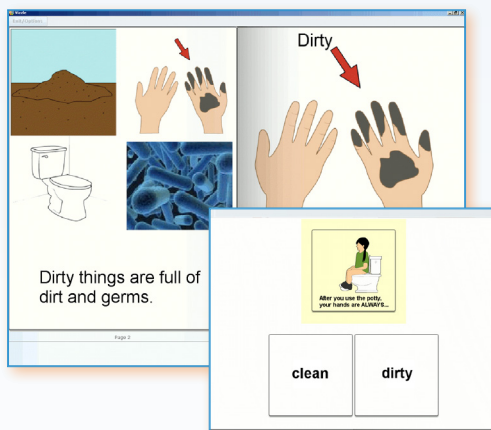 Dirty
Dirty things are full of
dirt and germs.
Page 2
After you use the potty,
your hands are ALWAYS...
clean
dirty